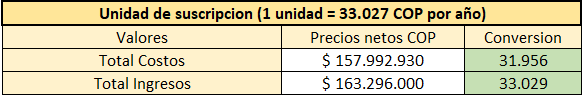 Unidad de suscripcion (1 unidad = 33.027 COP por año)
Valores Precios netos COP Conversion
Total Costos $ 157.992.930 31.956
Total Ingresos $ 163.296.000 33.029